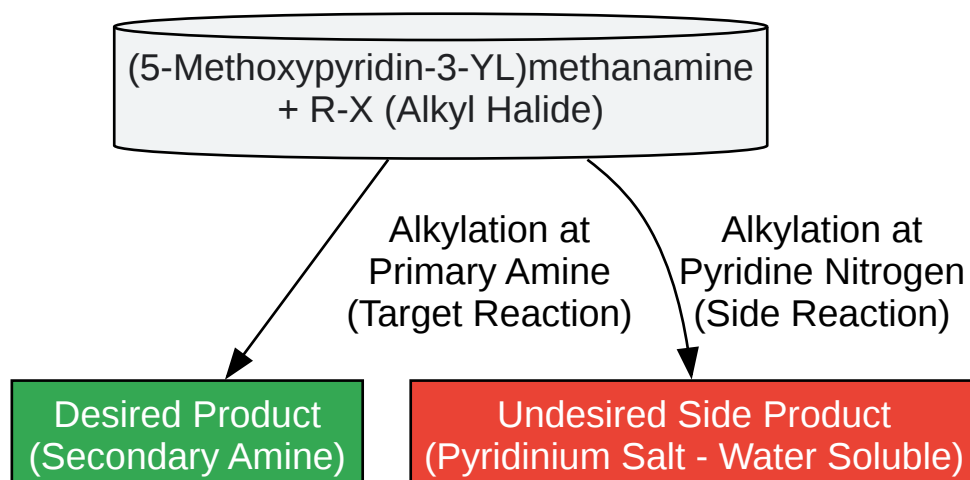 (5-Methoxypyridin-3-YL)methanamine
+ R-X (Alkyl Halide)
Alkylation at
Primary Amine
(Target Reaction)
Alkylation at
Pyridine Nitrogen
(Side Reaction)
Desired Product
(Secondary Amine)
Undesired Side Product
(Pyridinium Salt - Water Soluble)